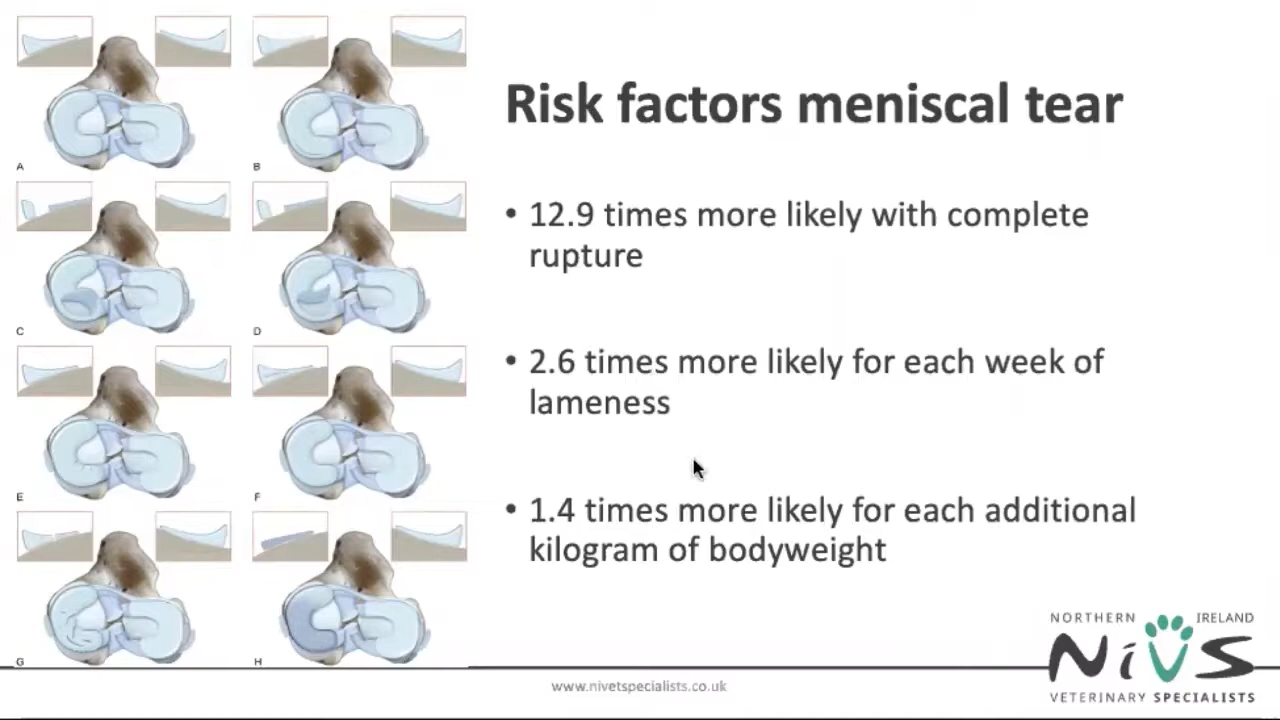 A
B
C
D
E
F
G
H
Risk factors meniscal tear
• 12.9 times more likely with complete
rupture
• 2.6 times more likely for each week of
lameness
• 1.4 times more likely for each additional
kilogram of bodyweight
NORTHERN IRELAND
NiVS
VETERINARY SPECIALISTS
www.nivetspecialists.co.uk